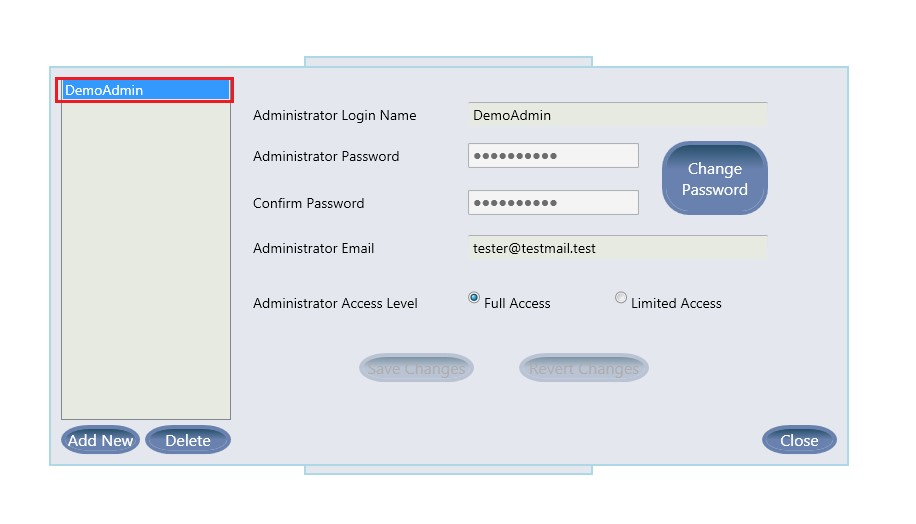 DemoAdmin
Administrator Login Name DemoAdmin
Administrator Password ●●●●●●●●●●
Change
Password
Confirm Password ●●●●●●●●●●
Administrator Email tester@testmail.test
Administrator Access Level Full Access Limited Access
Save Changes Revert Changes
Add New Delete Close